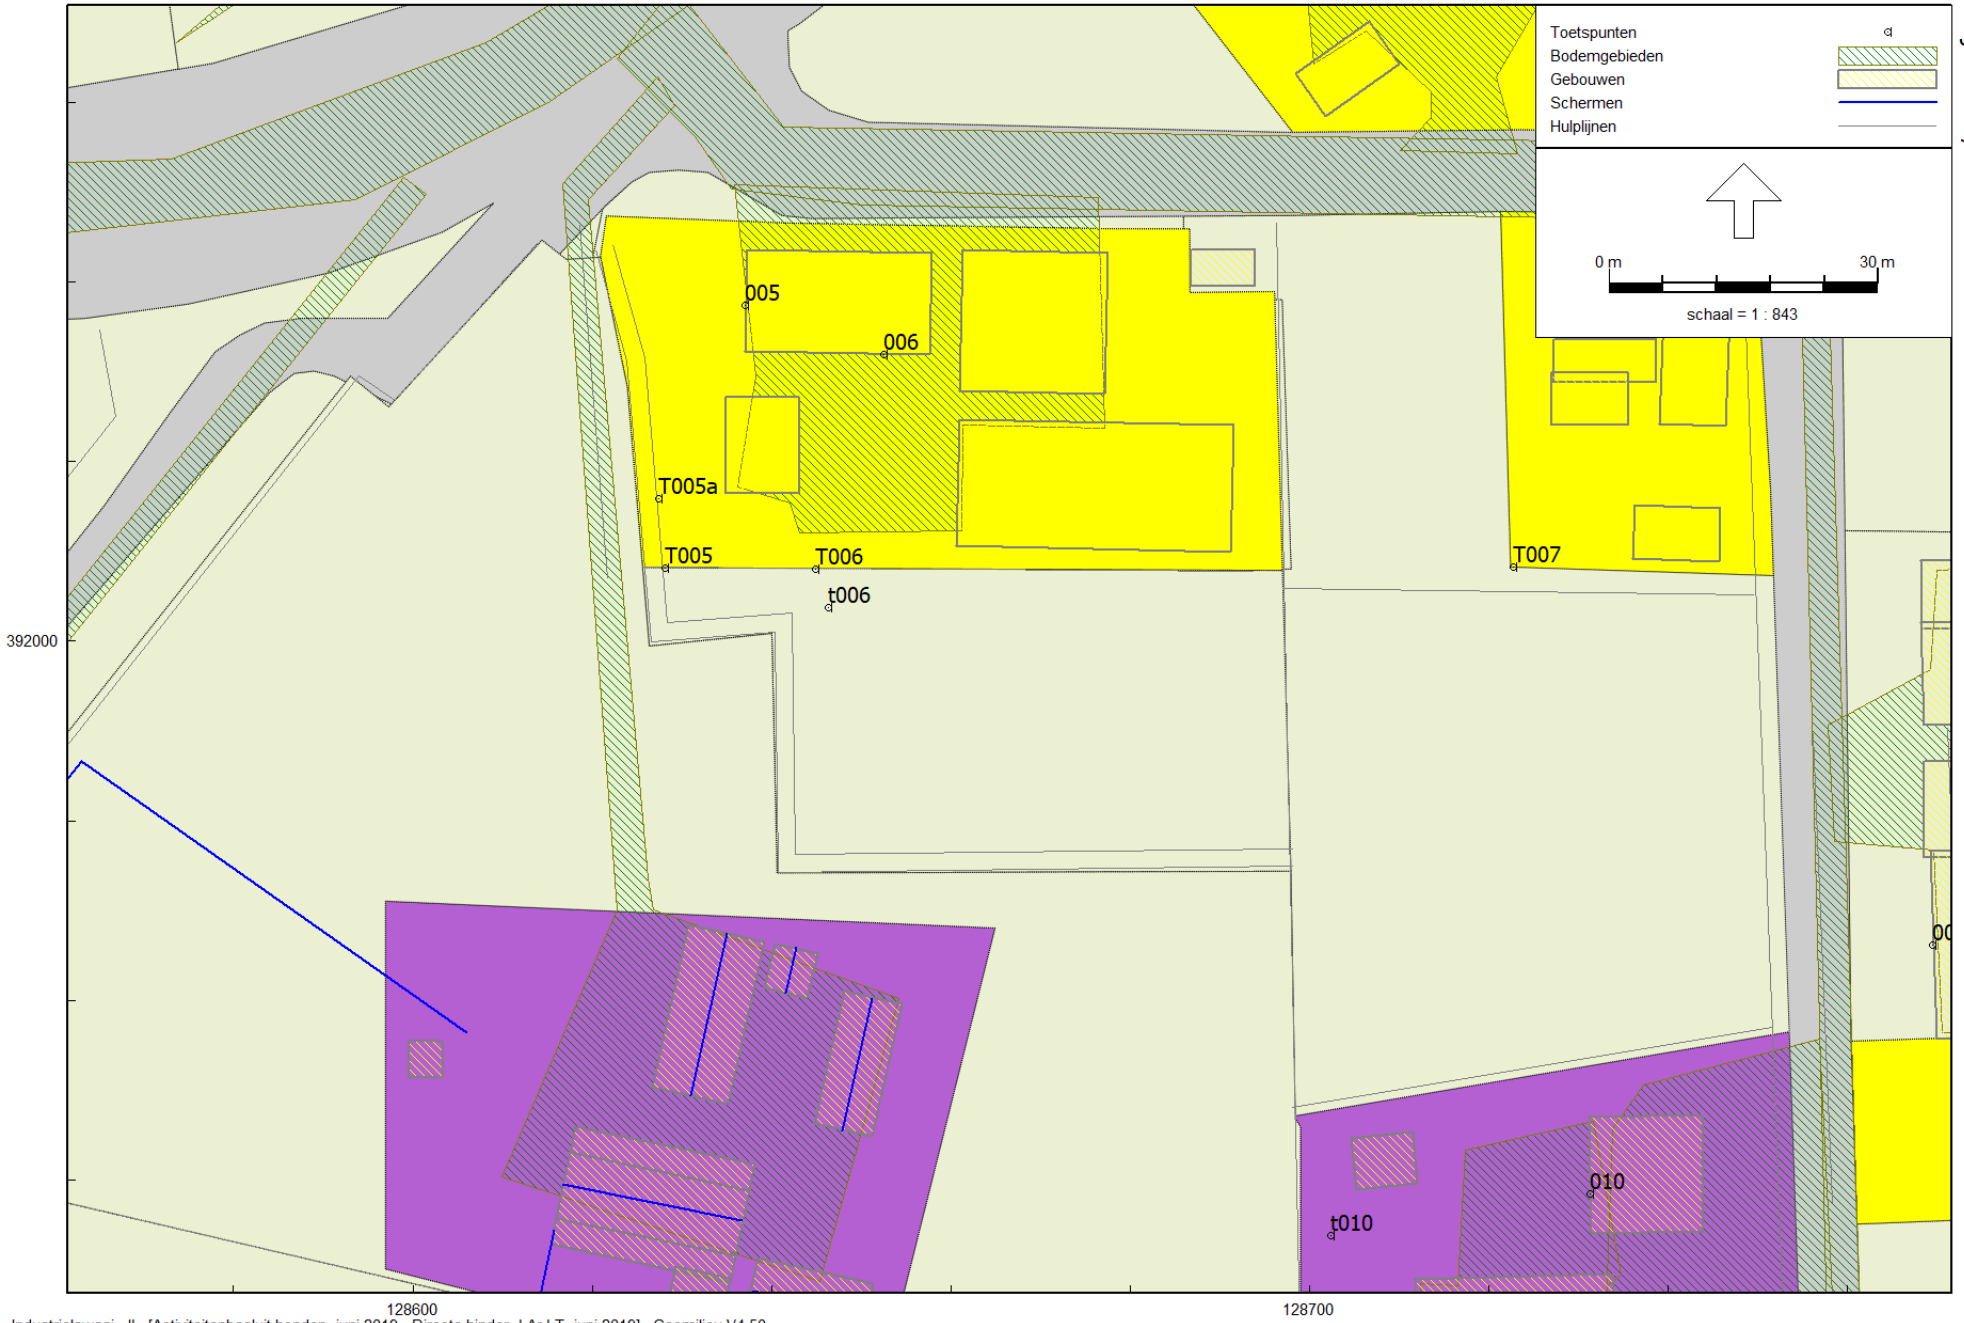 Toetspunten
Bodemgebieden
Gebouwen
Schermen
Hulplijnen
0 m 30 m
schaal = 1 : 843
005
006
T005a
T005
T006
T007
t006
392000
00
010
t010
128600 128700